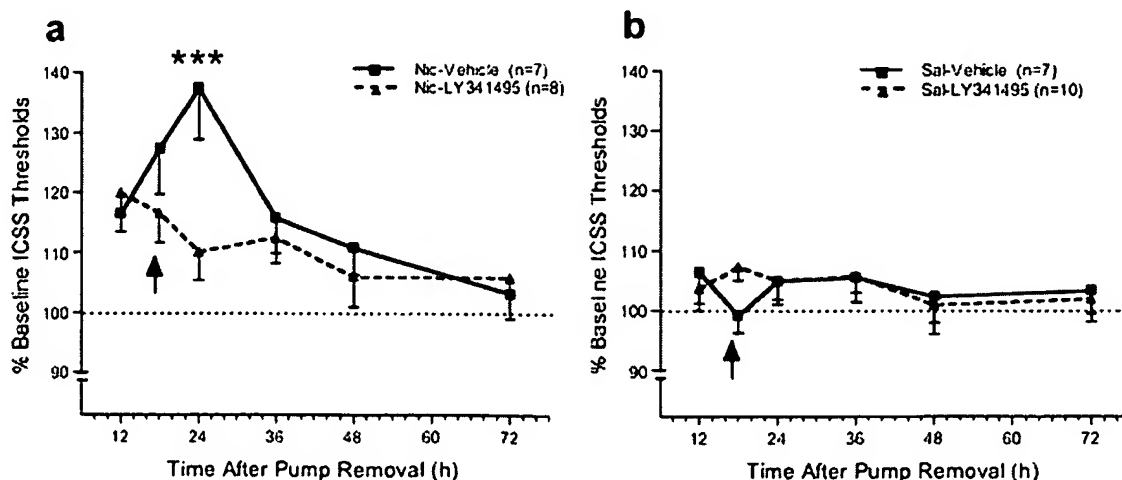 a
***
Nic-Vehicle (n=7)
Nic-LY341495 (n=8)
% Baseline ICSS Thresholds
140
130
120
110
100
90
12 24 36 48 60 72
Time After Pump Removal (h)
b
Sal-Vehicle (n=7)
Sal-LY341495 (n=10)
% Baseline ICSS Thresholds
140
130
120
110
100
90
12 24 36 48 60 72
Time After Pump Removal (h)